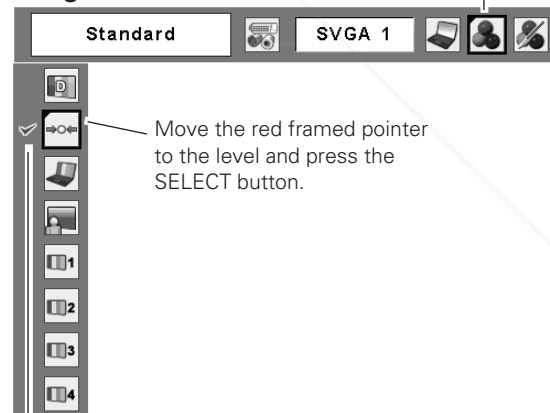 Standard
SVGA 1
D
Move the red framed pointer
to the level and press the
SELECT button.
1
2
3
4